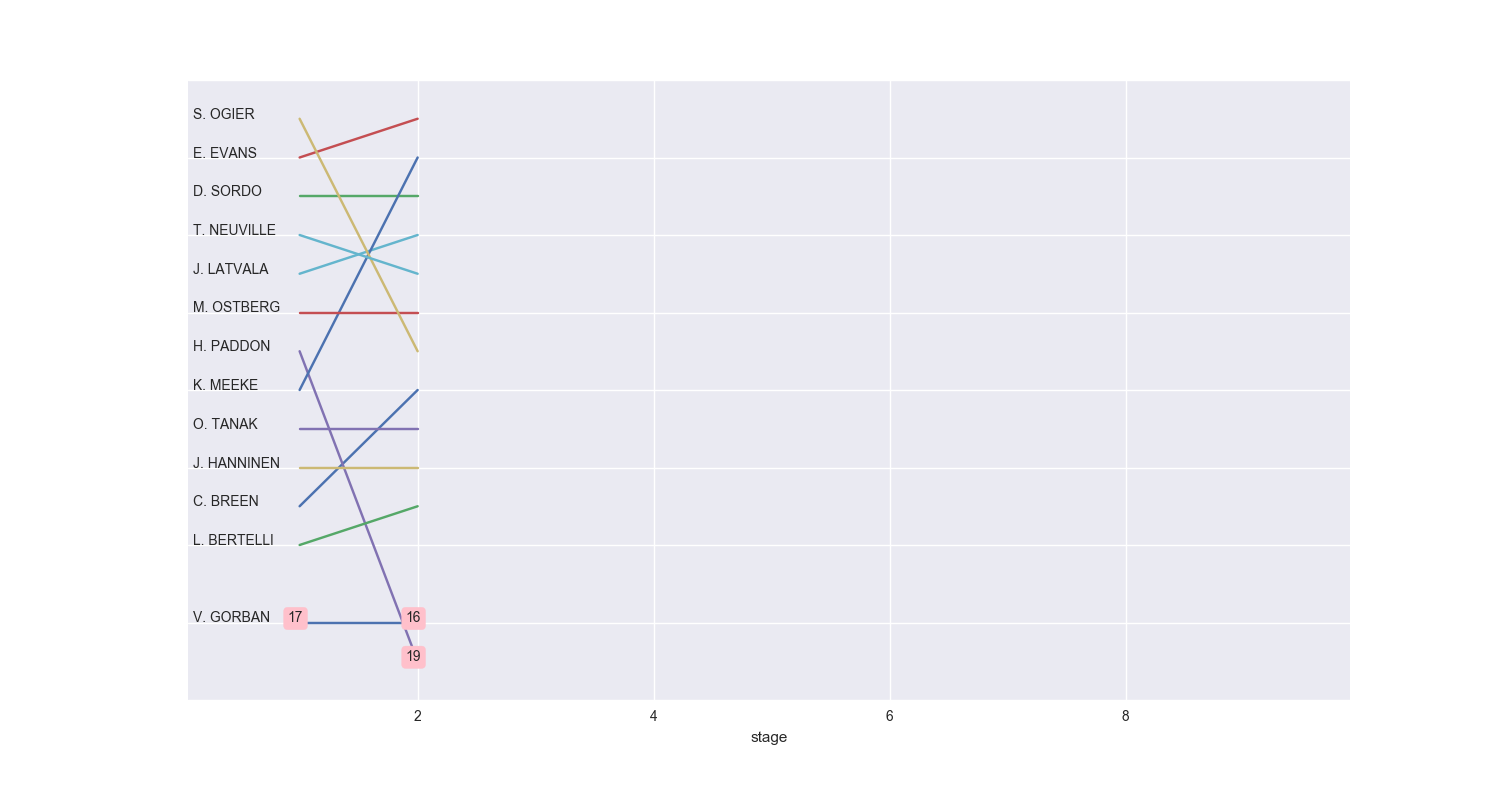 S. OGIER
E. EVANS
D. SORDO
T. NEUVILLE
J. LATVALA
M. OSTBERG
H. PADDON
K. MEEKE
O. TANAK
J. HANNINEN
C. BREEN
L. BERTELLI
V. GORBAN 17 16
19
2 4 6 8
stage